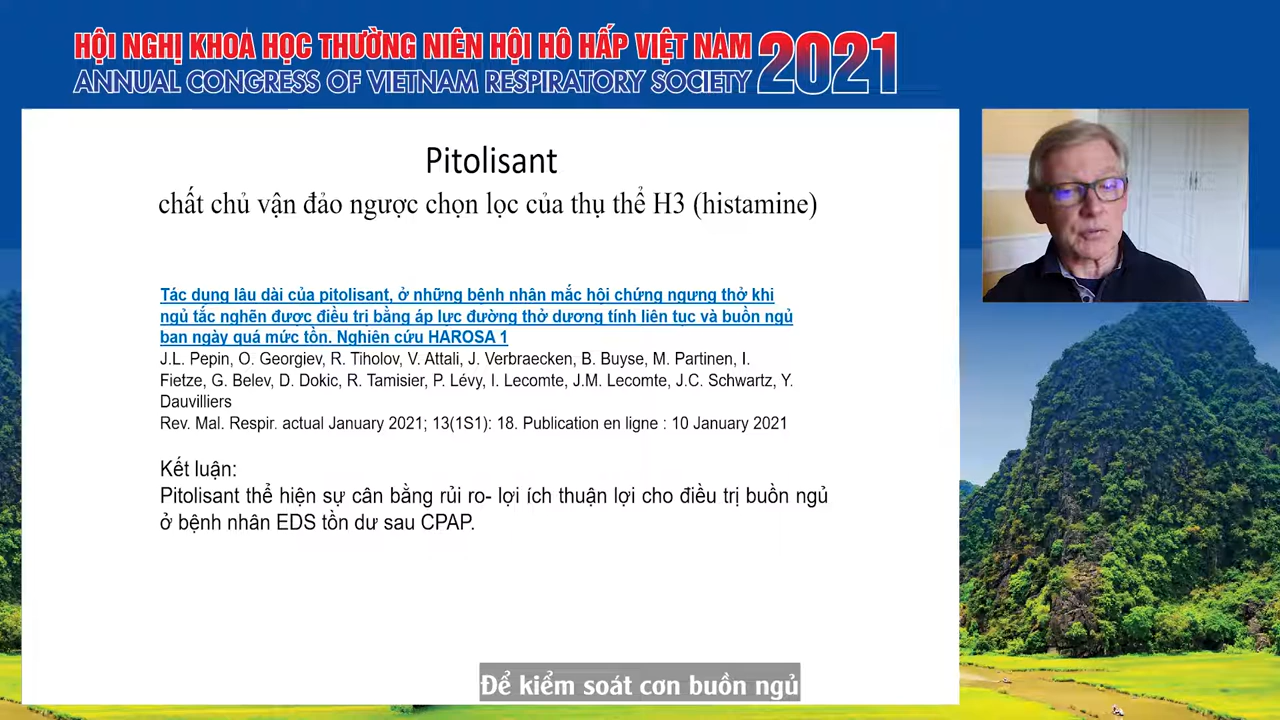 HỘI NGHỊ KHOA HỌC THƯỜNG NIÊN HỘI HÔ HẤP VIỆT NAM 2021
ANNUAL CONGRESS OF VIETNAM RESPIRATORY SOCIETY
Pitolisant
chất chủ vận đảo ngược chọn lọc của thụ thể H3 (histamine)
Tác dụng lâu dài của pitolisant, ở những bệnh nhân mắc hội chứng ngưng thở khi
ngủ tắc nghẽn được điều trị bằng áp lực đường thở dương tính liên tục và buồn ngủ
ban ngày quá mức tồn. Nghiên cứu HAROSA 1
J.L. Pepin, O. Georgiev, R. Tiholov, V. Attali, J. Verbraecken, B. Buyse, M. Partinen, I.
Fietze, G. Belev, D. Dokic, R. Tamisier, P. Lévy, I. Lecomte, J.M. Lecomte, J.C. Schwartz, Y.
Dauvilliers
Rev. Mal. Respir. actual January 2021; 13(1S1): 18. Publication en ligne : 10 January 2021
Kết luận:
Pitolisant thể hiện sự cân bằng rủi ro- lợi ích thuận lợi cho điều trị buồn ngủ
ở bệnh nhân EDS tồn dư sau CPAP.
Để kiểm soát cơn buồn ngủ